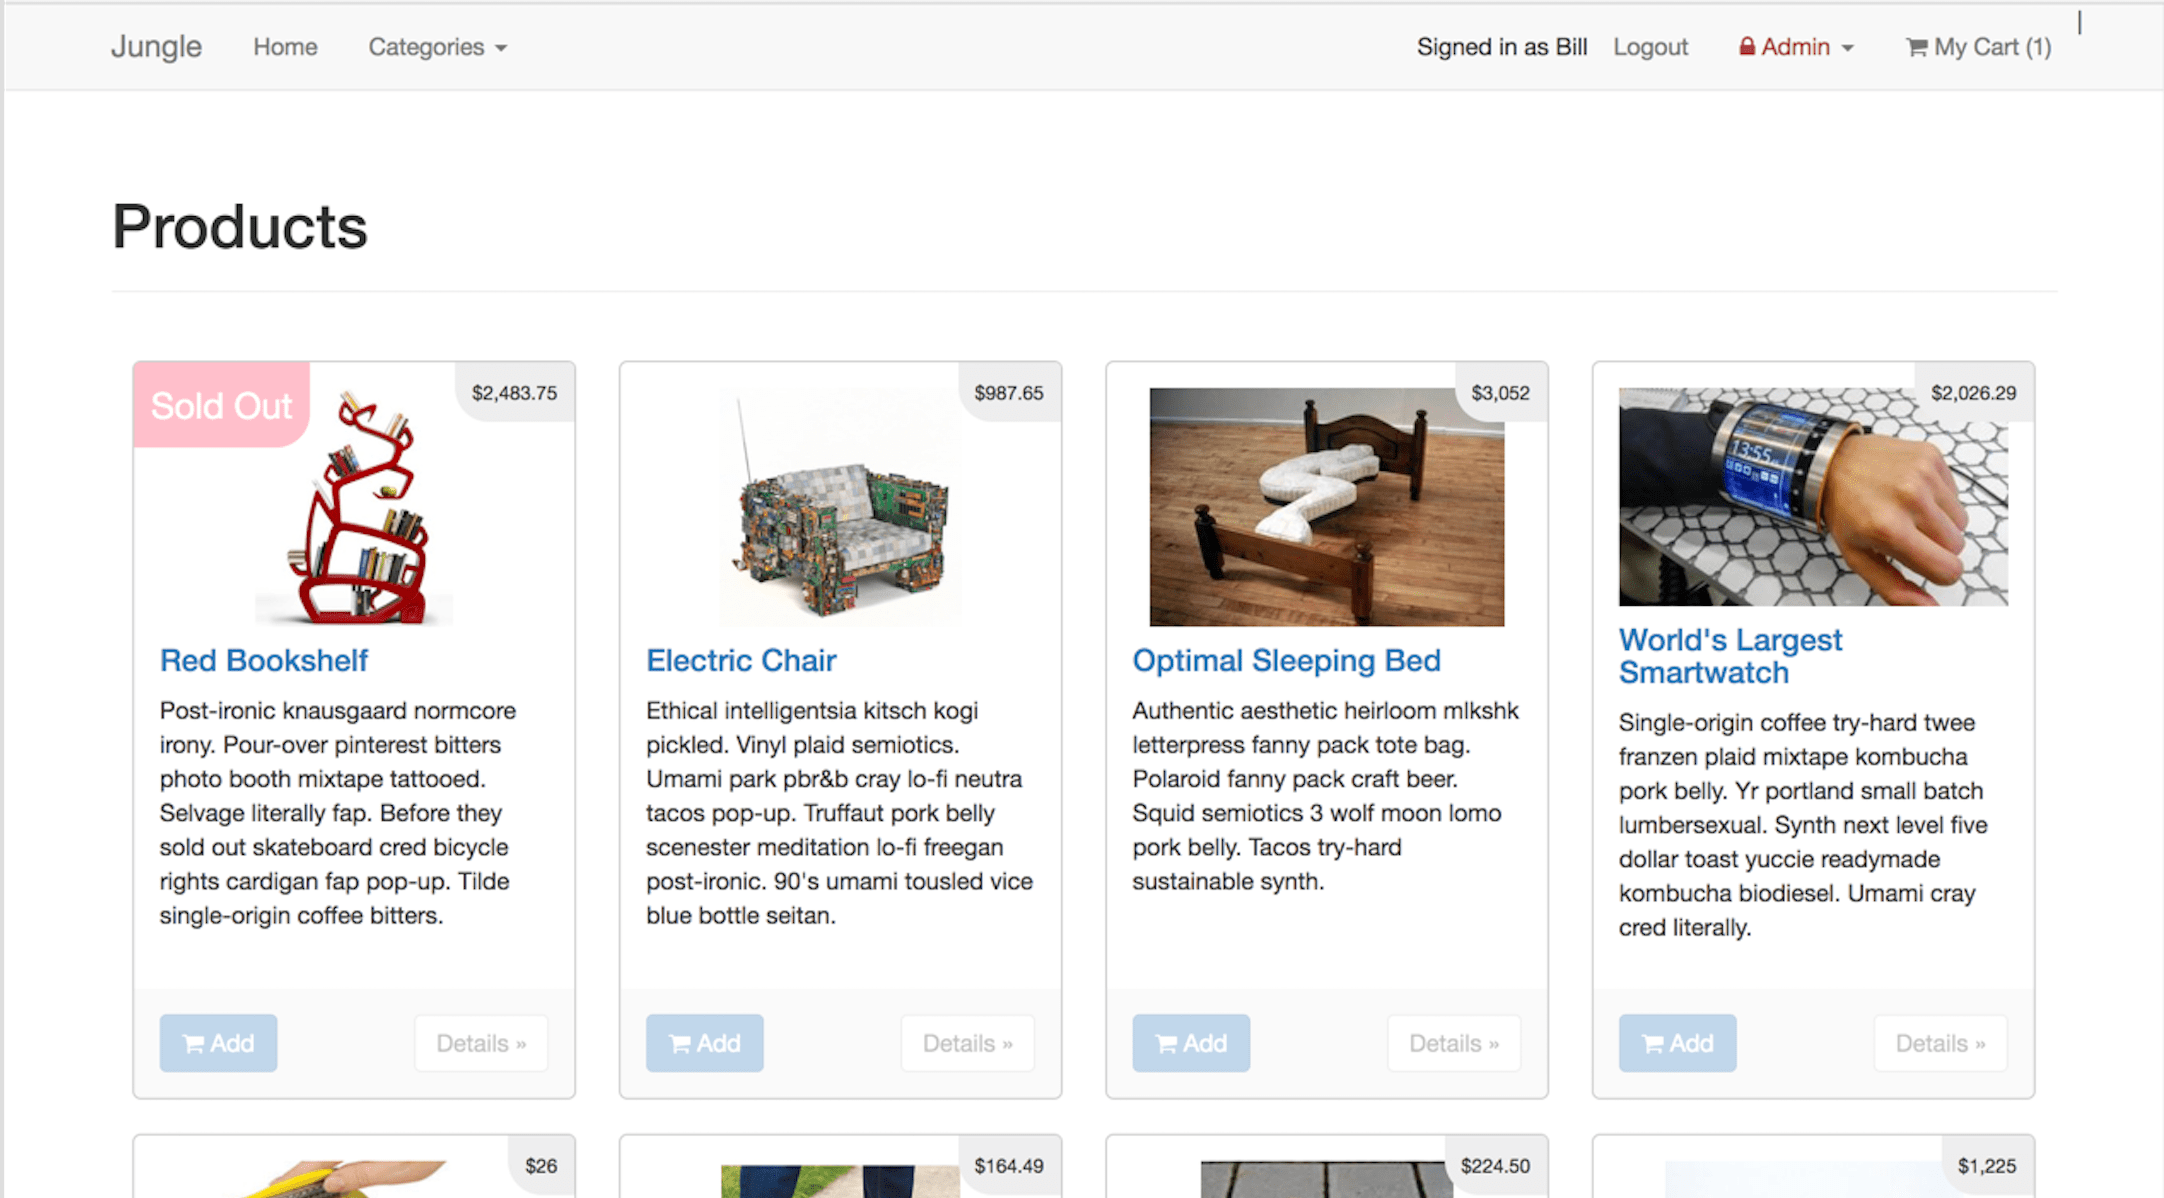 Jungle Home Categories Signed in as Bill Logout Admin My Cart (1)
Products
Sold Out
$2,483.75
Red Bookshelf
Post-ironic knausgaard normcore
irony. Pour-over pinterest bitters
photo booth mixtape tattooed.
Selvage literally fap. Before they
sold out skateboard cred bicycle
rights cardigan fap pop-up. Tilde
single-origin coffee bitters.
Add Details »
$987.65
Electric Chair
Ethical intelligentsia kitsch kogi
pickled. Vinyl plaid semiotics.
Umami park pbr&b cray lo-fi neutra
tacos pop-up. Truffaut pork belly
scenester meditation lo-fi freegan
post-ironic. 90's umami tousled vice
blue bottle seitan.
Add Details »
$3,052
Optimal Sleeping Bed
Authentic aesthetic heirloom mlkshk
letterpress fanny pack tote bag.
Polaroid fanny pack craft beer.
Squid semiotics 3 wolf moon lomo
pork belly. Tacos try-hard
sustainable synth.
Add Details »
$2,026.29
13:55
World's Largest
Smartwatch
Single-origin coffee try-hard twee
franzen plaid mixtape kombucha
pork belly. Yr portland small batch
lumbersexual. Synth next level five
dollar toast yuccie readymade
kombucha biodiesel. Umami cray
cred literally.
Add Details »
$26
$164.49
$224.50
$1,225